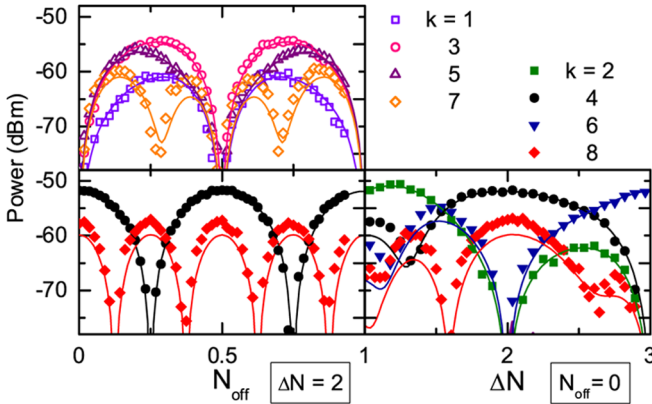 -50
-60
-70
Power (dBm)
k = 1
3
5
7
k = 2
4
6
8
-50
-60
-70
0
0.5
1
2
3
N_off
ΔN = 2
ΔN
N_off=0